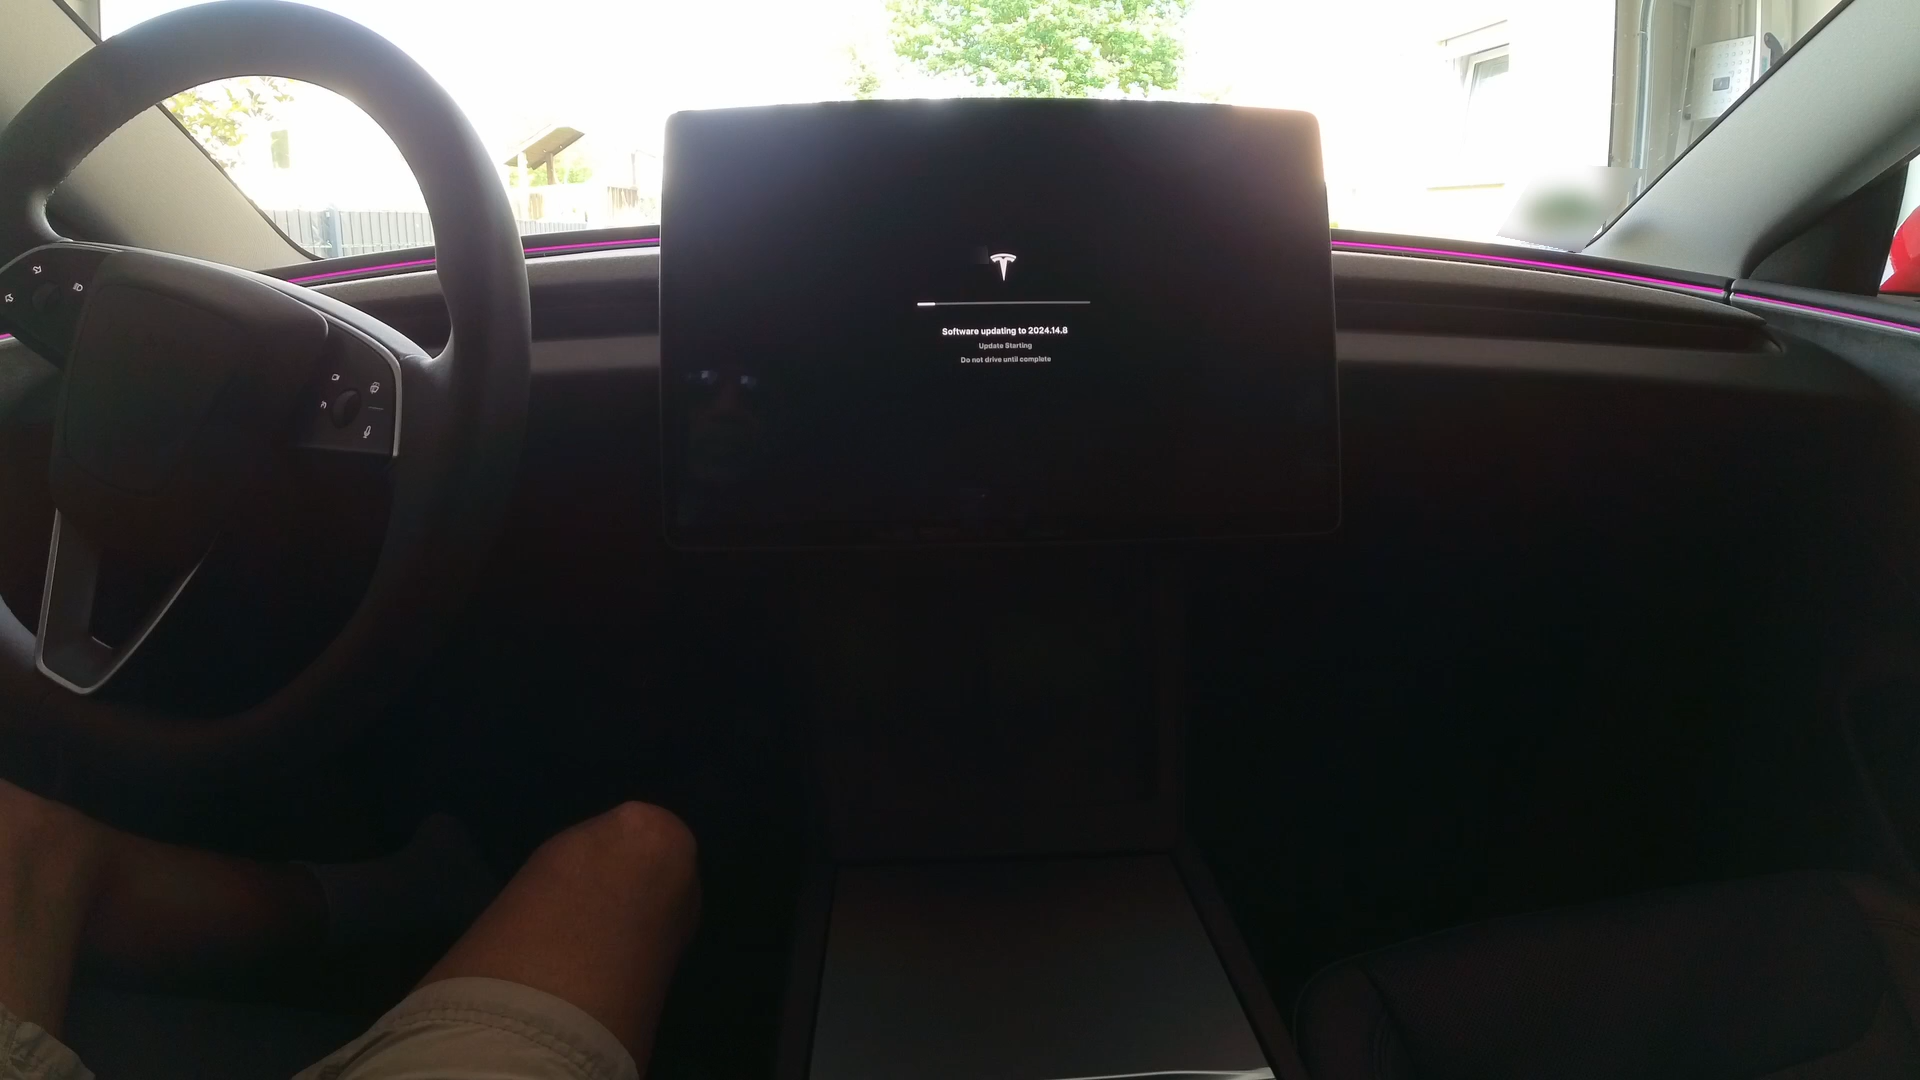 Software updating to 2024.14.8
Update Starting
Do not drive until complete